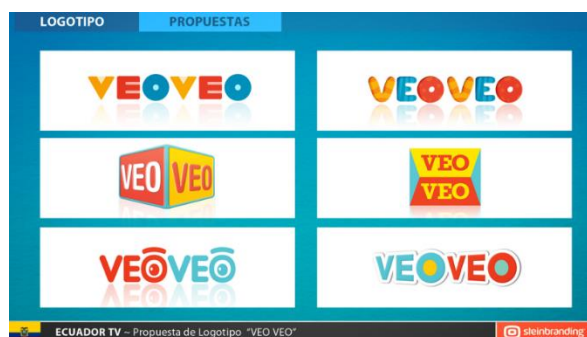 LOGOTIPO PROPUESTAS
VEOVEO VEOVEO
VEO VEO
VEO
VEO
VEOVEO VEOVEO
ECUADOR TV ~ Propuesta de Logotipo "VEO VEO" steinbranding